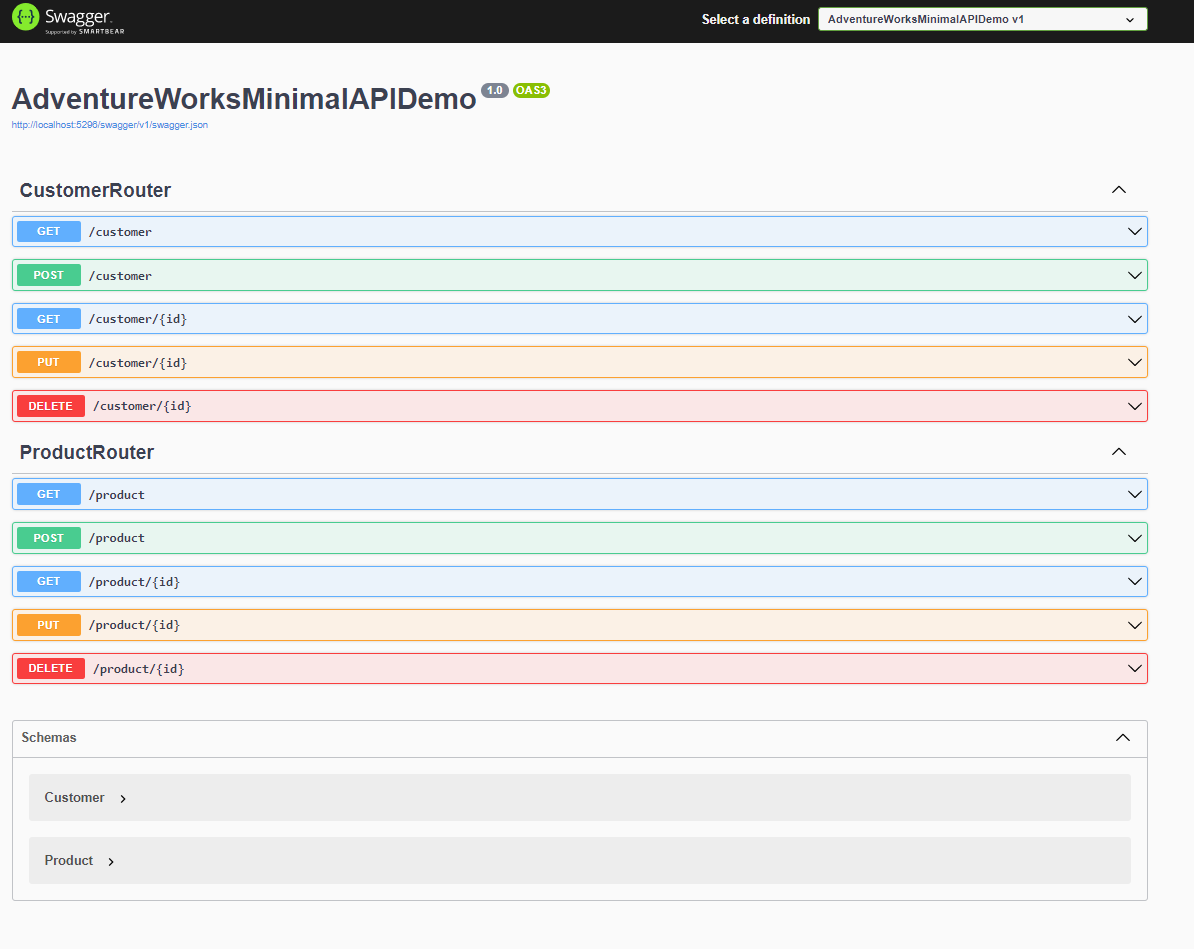 Swagger.
Supported by SMARTBEAR
Select a definition
AdventureWorksMinimalAPIDemo v1
AdventureWorksMinimalAPIDemo 1.0 OAS3
http://localhost:5296/swagger/v1/swagger.json
CustomerRouter
GET /customer
POST /customer
GET /customer/{id}
PUT /customer/{id}
DELETE /customer/{id}
ProductRouter
GET /product
POST /product
GET /product/{id}
PUT /product/{id}
DELETE /product/{id}
Schemas
Customer
Product